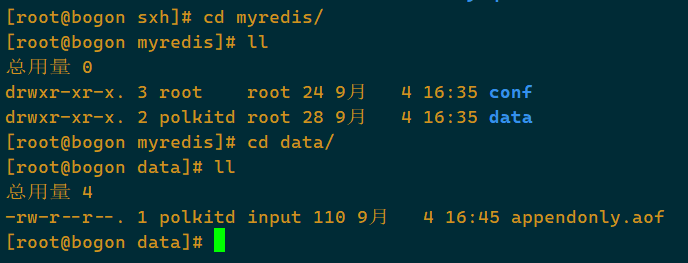 [root@bogon sxh]# cd myredis/
[root@bogon myredis]# ll
总用量 0
drwxr-xr-x. 3 root    root 24 9月   4 16:35 conf
drwxr-xr-x. 2 polkitd root 28 9月   4 16:35 data
[root@bogon myredis]# cd data/
[root@bogon data]# ll
总用量 4
-rw-r--r--. 1 polkitd input 110 9月   4 16:45 appendonly.aof
[root@bogon data]#